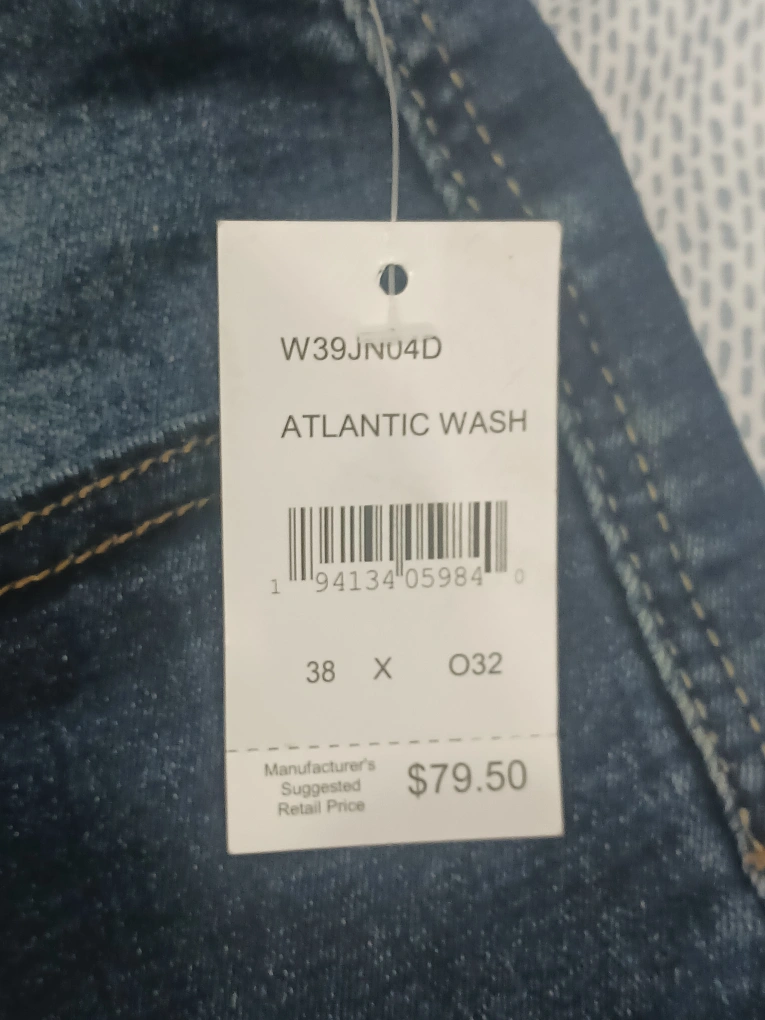 W39JN04D
ATLANTIC WASH
1 94134 05984 0
38 X O32
Manufacturer's
Suggested
Retail Price
$79.50